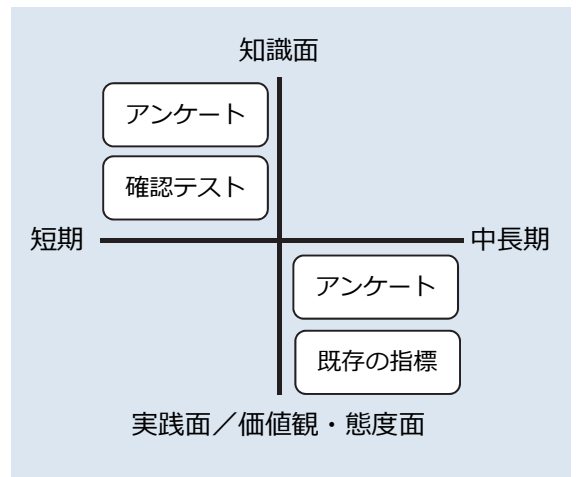 知識面
アンケート
確認テスト
短期
中長期
アンケート
既存の指標
実践面／価値観・態度面